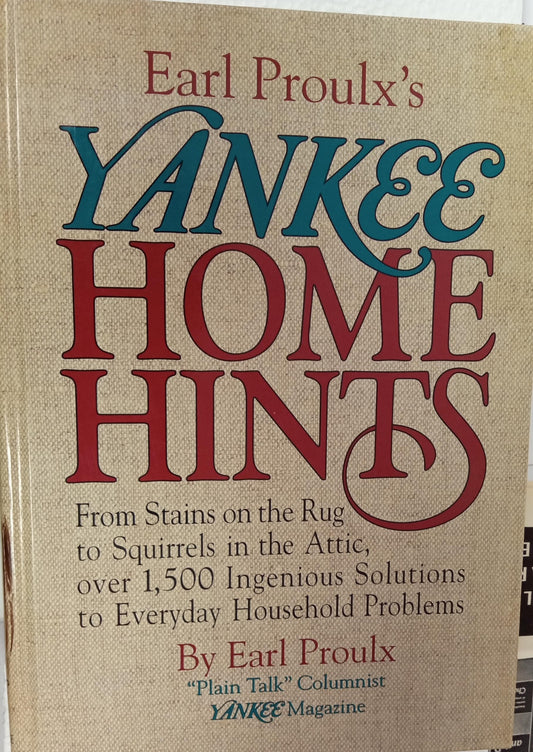 Earl Proulx's
YANKEE
HOME
HINTS
From Stains on the Rug
to Squirrels in the Attic,
over 1,500 Ingenious Solutions
to Everyday Household Problems
By Earl Proulx
"Plain Talk" Columnist
YANKEE Magazine